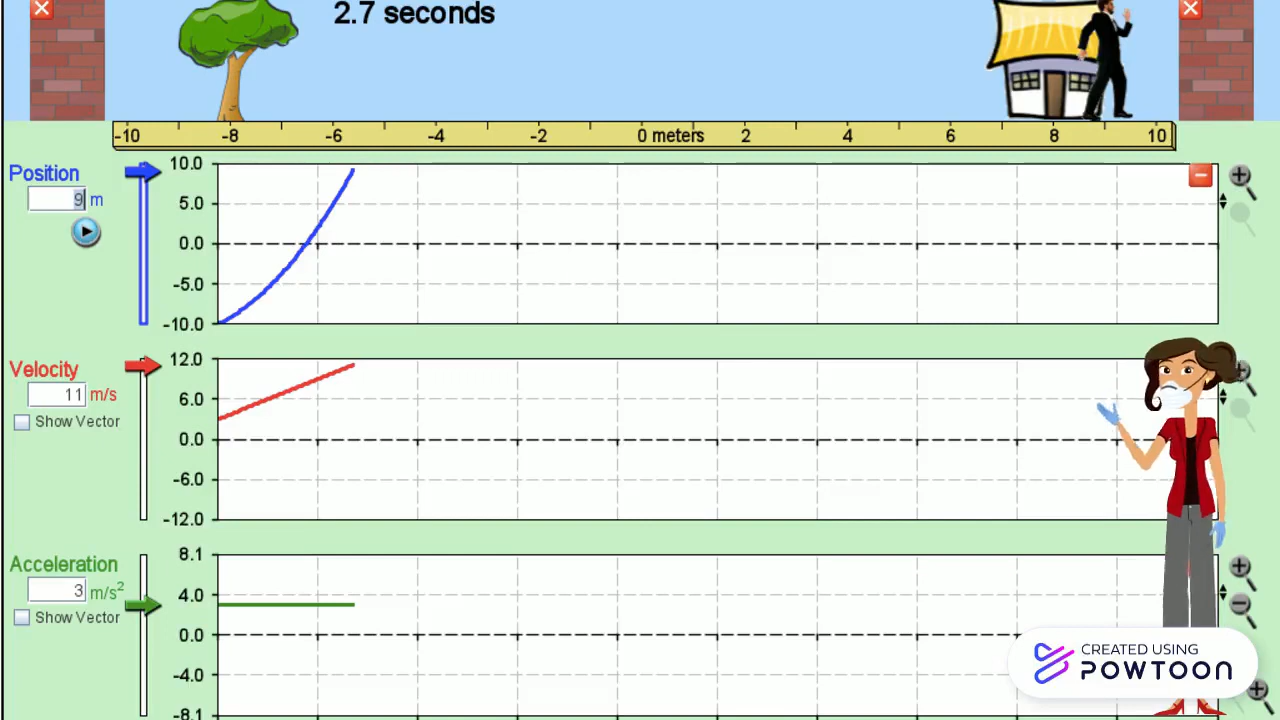 2.7 seconds
-10 -8 -6 -4 -2 0 meters 2 4 6 8 10
Position
9 m
10.0
5.0
0.0
-5.0
-10.0
Velocity
11 m/s
Show Vector
12.0
6.0
0.0
-6.0
-12.0
Acceleration
3 m/s²
Show Vector
8.1
4.0
0.0
-4.0
-8.1
CREATED USING
POWTOON